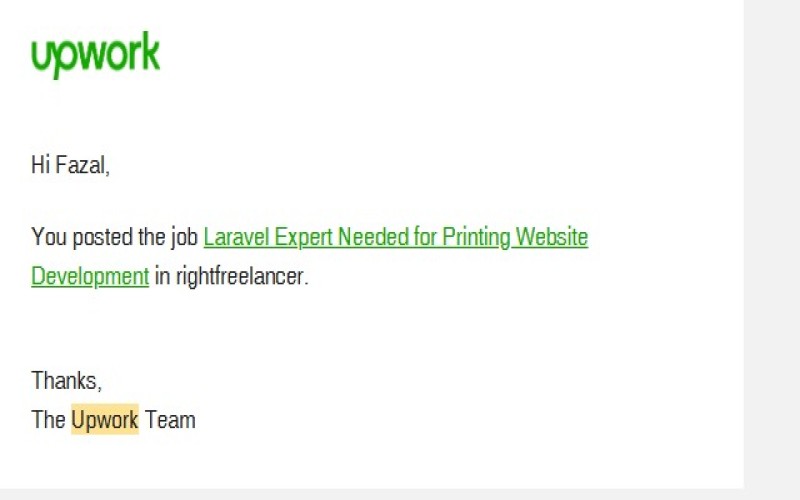 upwork
Hi Fazal,
You posted the job Laravel Expert Needed for Printing Website
Development in rightfreelancer.
Thanks,
The Upwork Team